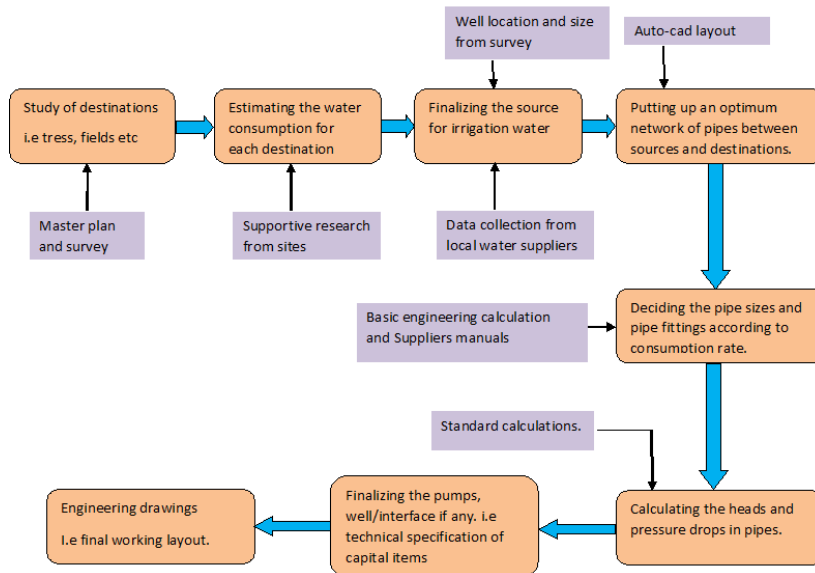 Well location and size
from survey
Auto-cad layout
Study of destinations
i.e tress, fields etc
Estimating the water
consumption for
each destination
Finalizing the source
for irrigation water
Putting up an optimum
network of pipes between
sources and destinations.
Master plan
and survey
Supportive research
from sites
Data collection from
local water suppliers
Basic engineering calculation
and Suppliers manuals
Deciding the pipe sizes and
pipe fittings according to
consumption rate.
Standard calculations.
Engineering drawings
I.e final working layout.
Finalizing the pumps,
well/interface if any. i.e
technical specification of
capital items
Calculating the heads and
pressure drops in pipes.